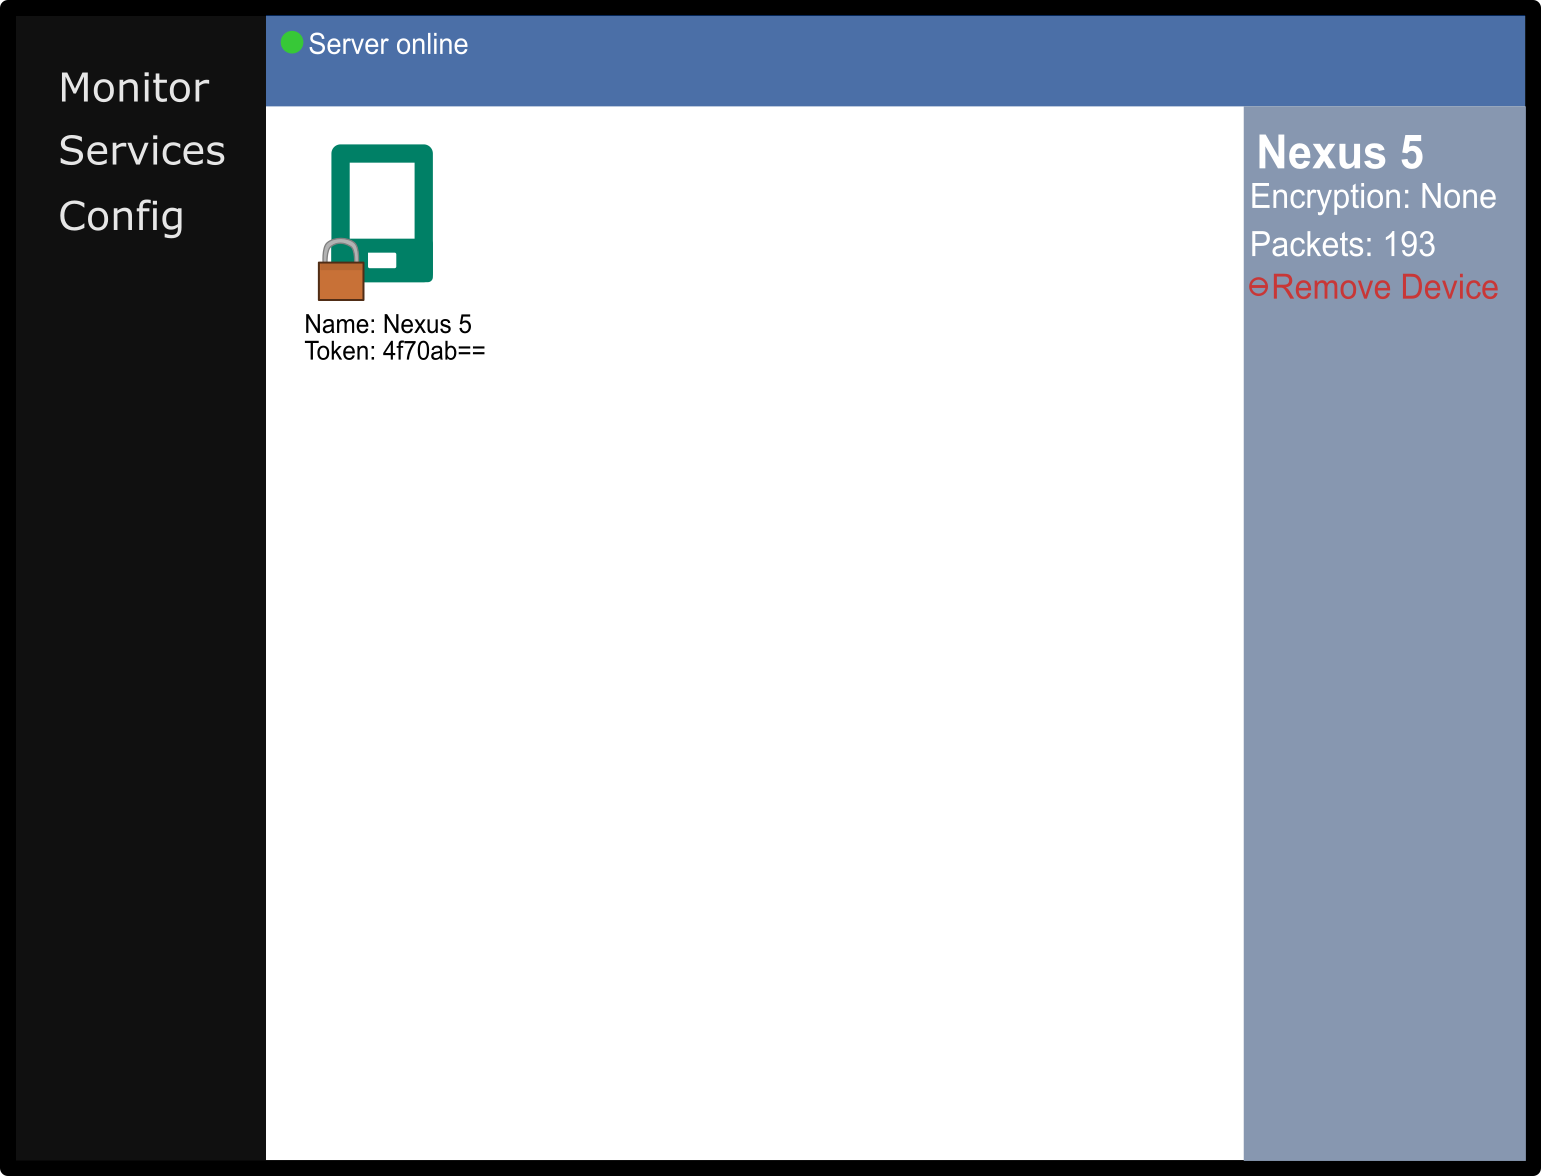 Monitor
Services
Config
Server online
Name: Nexus 5
Token: 4f70ab==
Nexus 5
Encryption: None
Packets: 193
Remove Device